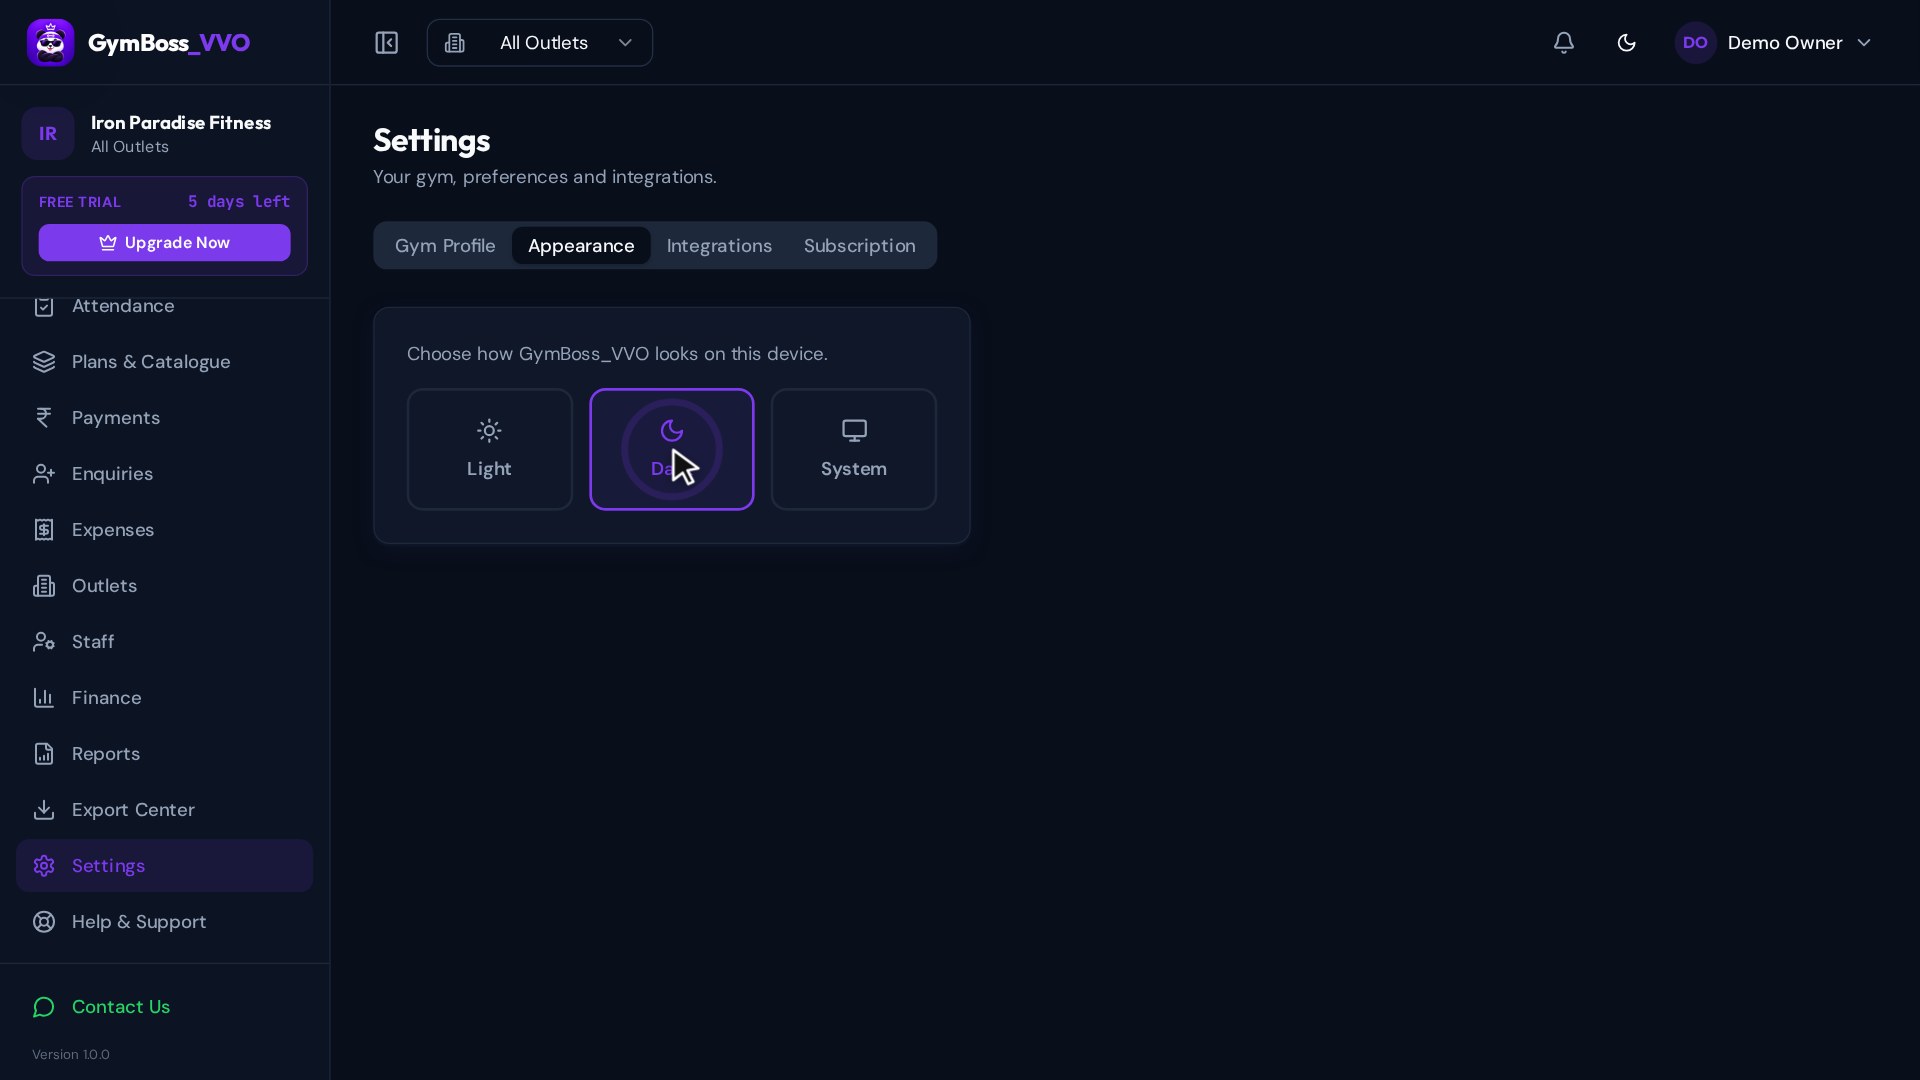 GymBoss_VVO
All Outlets
DO
Demo Owner
IR
Iron Paradise Fitness
All Outlets
FREE TRIAL
5 days left
Upgrade Now
Attendance
Plans & Catalogue
Payments
Enquiries
Expenses
Outlets
Staff
Finance
Reports
Export Center
Settings
Help & Support
Contact Us
Version 1.0.0
Settings
Your gym, preferences and integrations.
Gym Profile
Appearance
Integrations
Subscription
Choose how GymBoss_VVO looks on this device.
Light
System